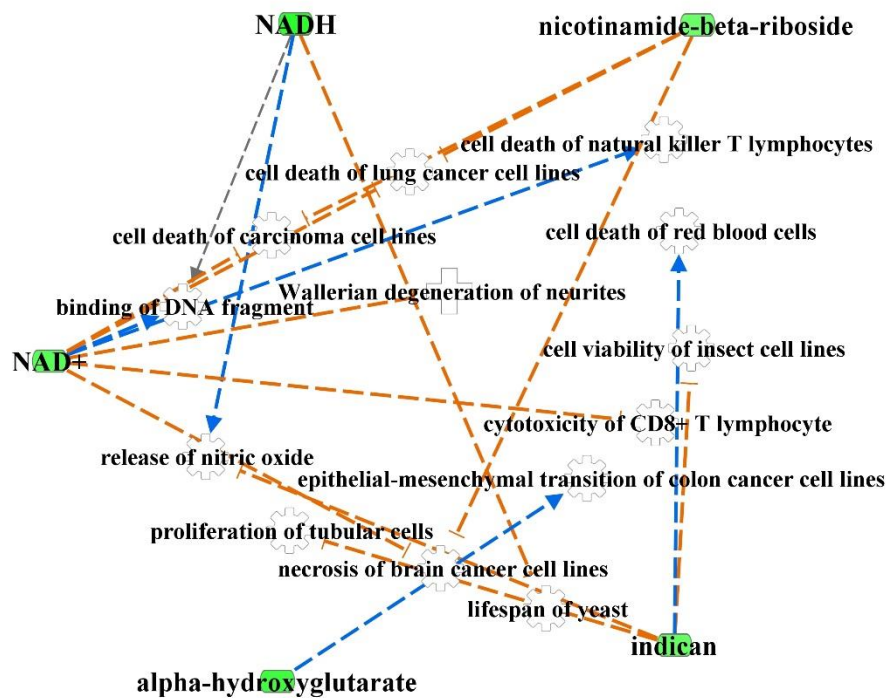 NADH
nicotinamide-beta-riboside
cell death of natural killer T lymphocytes
cell death of lung cancer cell lines
cell death of carcinoma cell lines
cell death of red blood cells
Wallerian degeneration of neurites
binding of DNA fragment
cell viability of insect cell lines
NAD+
cytotoxicity of CD8+ T lymphocyte
release of nitric oxide
epithelial-mesenchymal transition of colon cancer cell lines
proliferation of tubular cells
necrosis of brain cancer cell lines
lifespan of yeast
indican
alpha-hydroxyglutarate